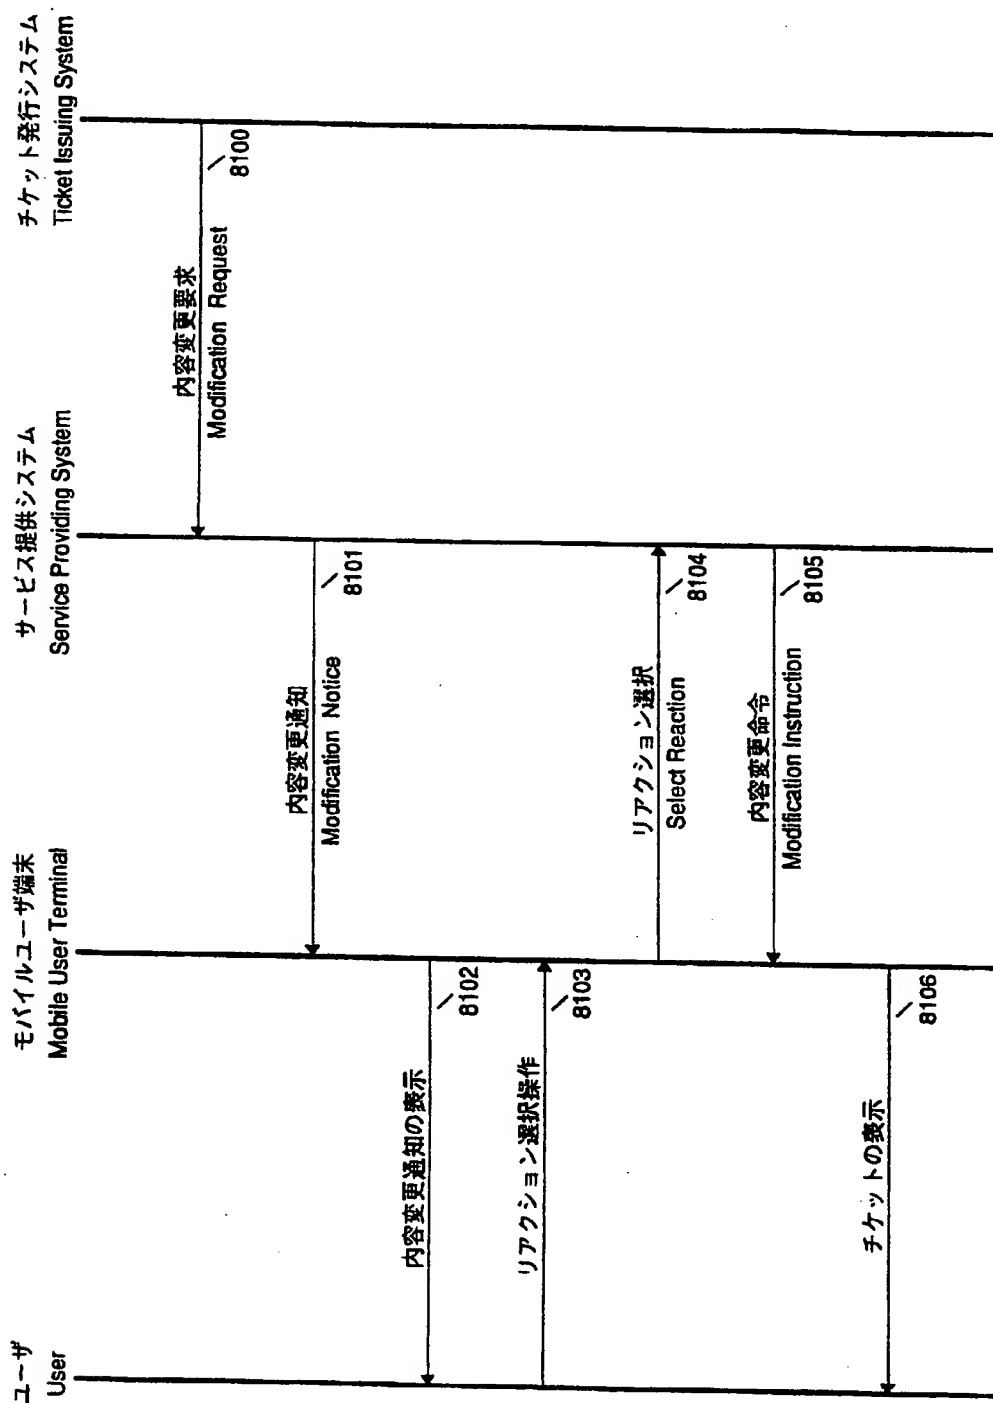 ユーザ
User
モバイルユーザ端末
Mobile User Terminal
サービス提供システム
Service Providing System
チケット発行システム
Ticket Issuing System
内容変更要求
Modification Request
8100
内容変更通知
Modification Notice
8101
内容変更通知の表示
8102
リアクション選択操作
8103
リアクション選択
Select Reaction
8104
内容変更命令
Modification Instruction
8105
チケットの表示
8106